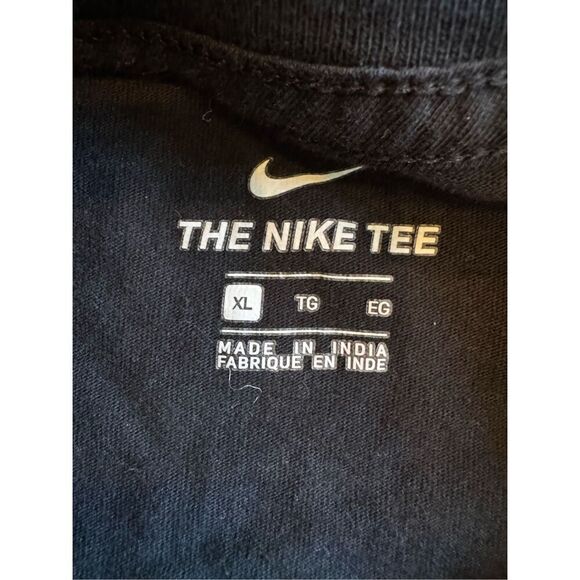 THE NIKE TEE
XL TG EG
MADE IN INDIA
FABRIQUE EN INDE